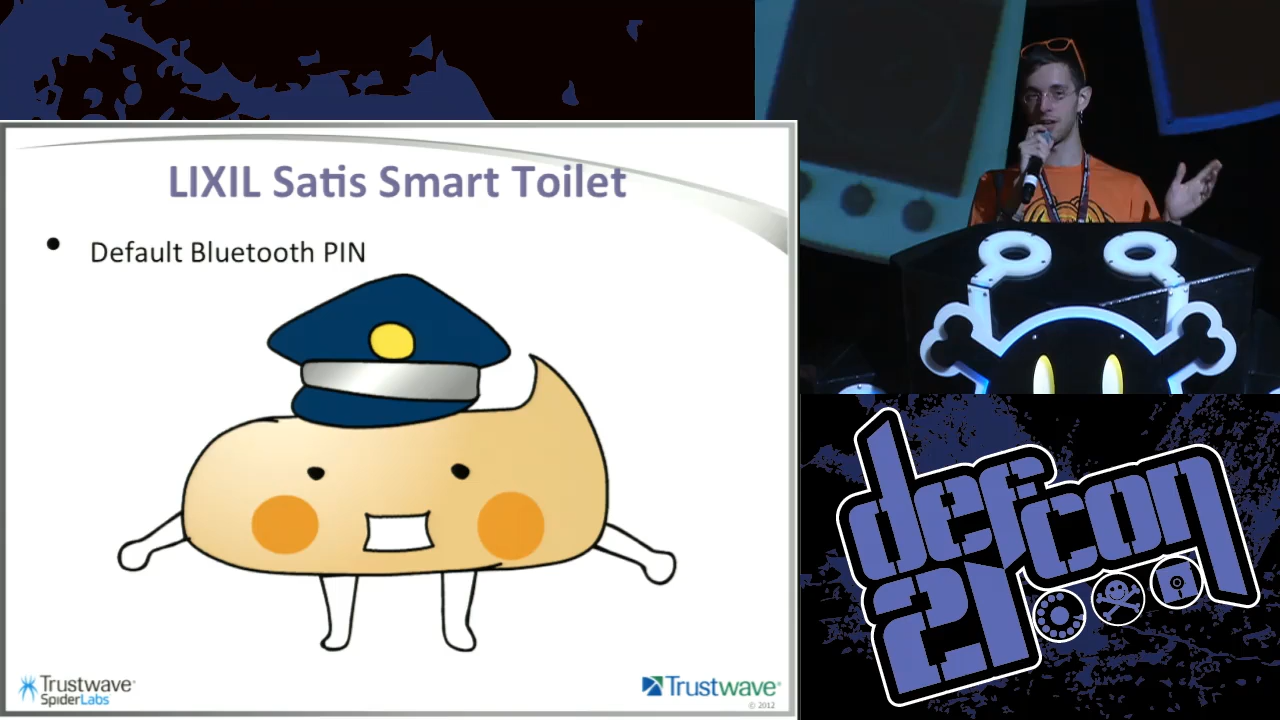 LIXIL Satis Smart Toilet
• Default Bluetooth PIN
Trustwave®
SpiderLabs
Trustwave®
© 2012
defcon
21